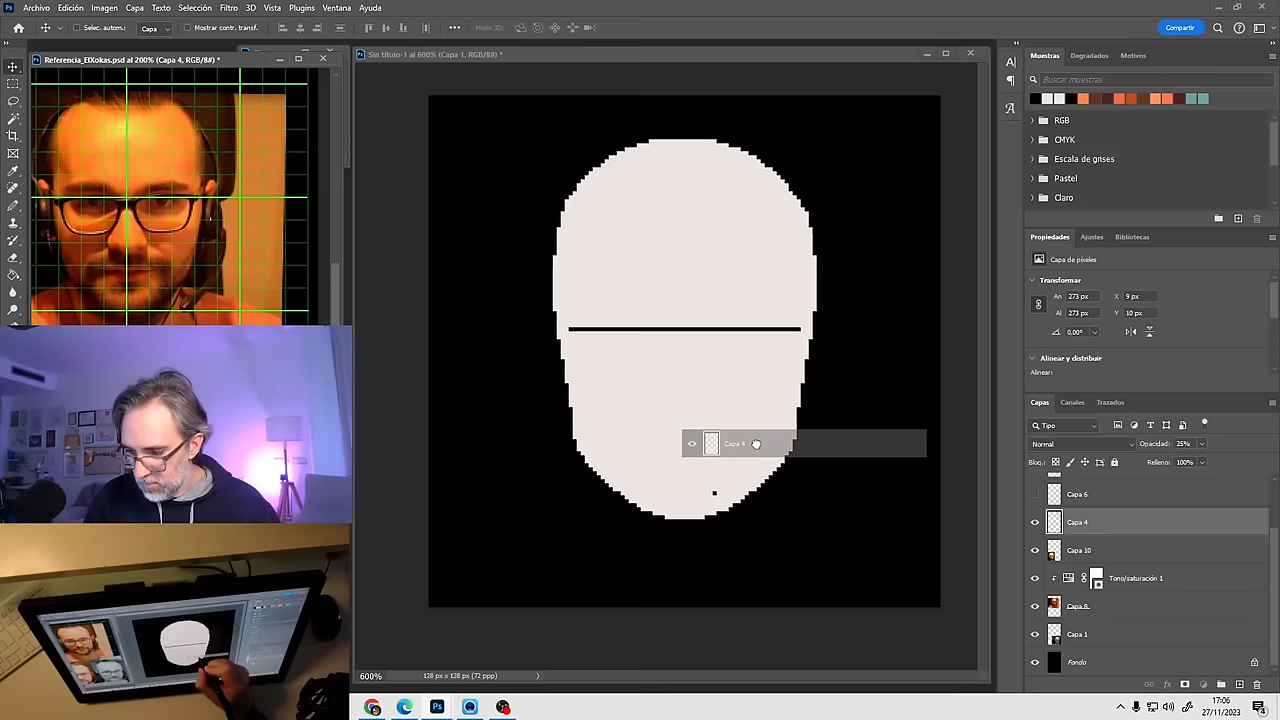 Archivo Edición Imagen Capa Texto Selección Filtro 3D Vista Plugins Ventana Ayuda
Selec. autom.: Capa Mostrar contr. transf. Modo 3D: Compartir
Referencia_ElXokas.psd al 200% (Capa 4, RGB/8#) *
Sin título-1 al 600% (Capa 1, RGB/8#) *
Muestras Degradados Motivos
Buscar muestras
RGB
CMYK
Escala de grises
Pastel
Claro
Propiedades Ajustes Bibliotecas
Capa de píxeles
Transformar
An 273 px X 9 px
Al 273 px Y 10 px
0,00°
Alinear y distribuir
Alinear:
Capas Canales Trazados
Tipo
Normal Opacidad: 25%
Bloq.: Relleno: 100%
Capa 6
Capa 4
Capa 4
Capa 10
Tono/saturación 1
Capa 8
Capa 1
Fondo
600% 128 px x 128 px (72 ppp)
17:06
27/11/2023